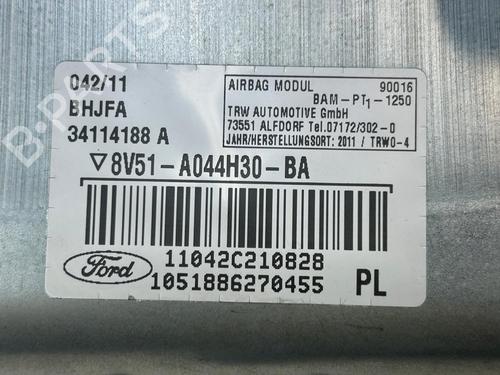 042/11
BHJFA
34114188 A
AIRBAG MODUL 90016
BAM-PT1-1250
TRW AUTOMOTIVE GmbH
73551 ALFDORF Tel.07172/302-0
JAHR/HERSTELLUNGSORT: 2011 / TRW0-4
▽8V51-A044H30-BA
11042C210828
Ford
1051886270455
PL
B-PARTS